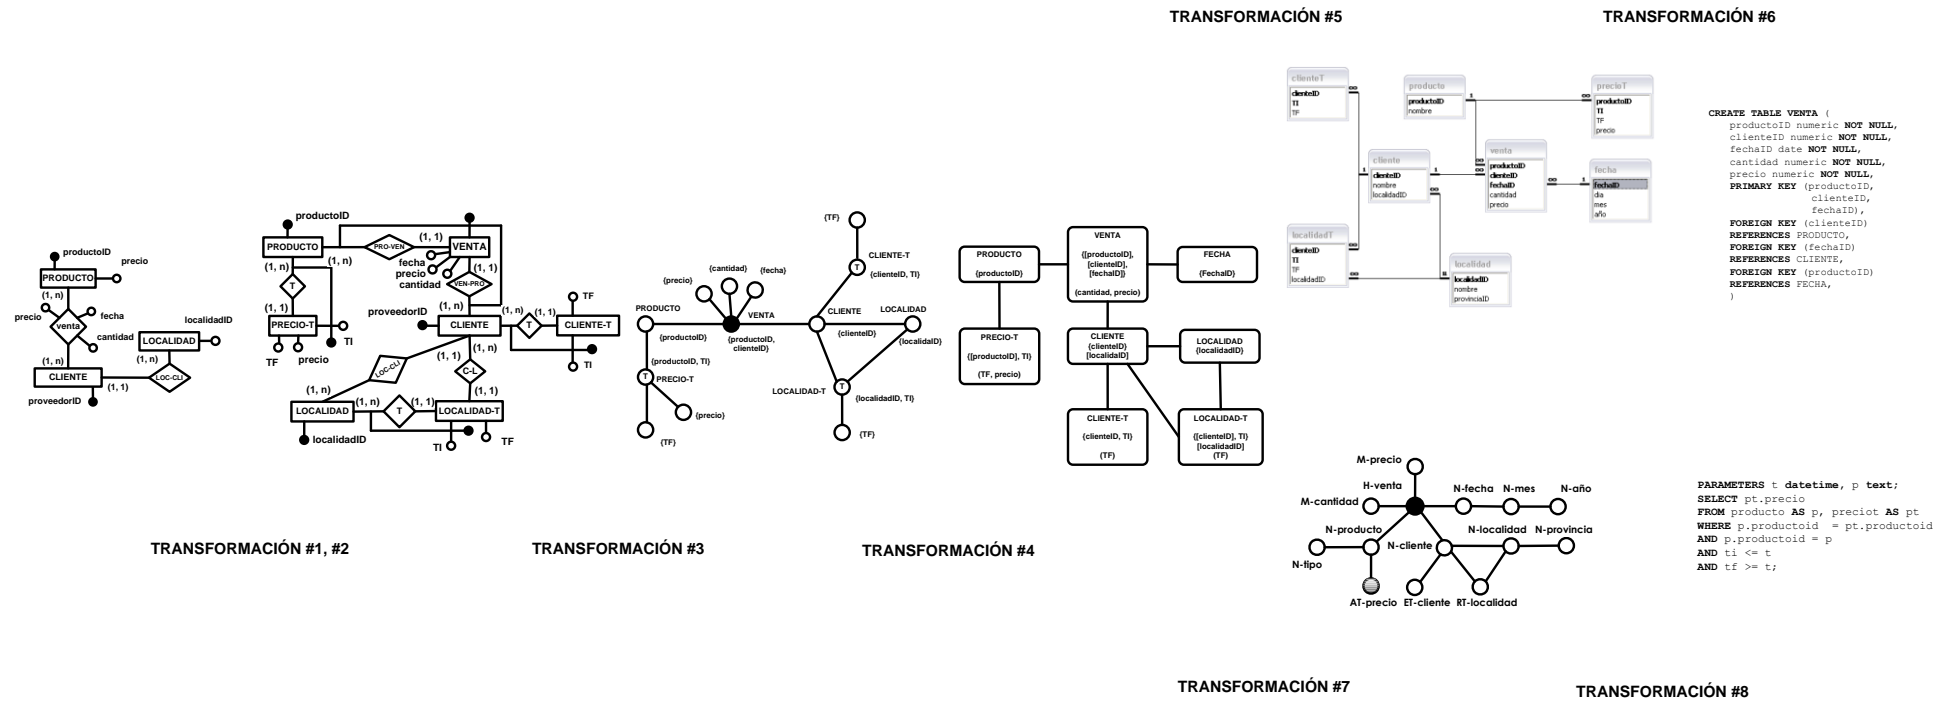 TRANSFORMACIÓN #5
TRANSFORMACIÓN #6
productoID
precio
PRODUCTO
(1, n)
precio
fecha
venta
cantidad
localidadID
LOCALIDAD
(1, n)
(1, n)
CLIENTE
(1, 1)
LOC-CLI
proveedorID
productoID
PRODUCTO
PRO-VEN
(1, 1)
VENTA
(1, n)
(1, n)
fecha
precio
cantidad
(1, 1)
VEN-PRO
T
(1, 1)
(1, n)
PRECIO-T
TF
precio
TI
proveedorID
CLIENTE
(1, n)
(1, 1)
T
TF
CLIENTE-T
TI
LOC-CLI
(1, 1)
(1, n)
C-L
(1, n)
(1, 1)
LOCALIDAD
(1, n)
T
(1, 1)
LOCALIDAD-T
localidadID
TI
TF
{TF}
CLIENTE-T
T
{clienteID, TI}
{cantidad}
{fecha}
{precio}
PRODUCTO
VENTA
CLIENTE
LOCALIDAD
{productoID}
{productoID,
clienteID}
{clienteID}
{localidaID}
{productoID, TI}
T
PRECIO-T
{precio}
{TF}
LOCALIDAD-T
T
{localidadID, TI}
{TF}
PRODUCTO
{productoID}
VENTA
{[productoID],
[clienteID],
[fechaID]}
(cantidad, precio)
FECHA
{FechaID}
PRECIO-T
{[productoID], TI}
(TF, precio)
CLIENTE
{clienteID}
[localidaID]
LOCALIDAD
{localidadID}
CLIENTE-T
{clienteID, TI}
(TF)
LOCALIDAD-T
{[clienteID], TI}
[localidadID]
(TF)
clienteT
clienteID
TI
TF
producto
productoID
nombre
precioT
productoID
TI
TF
precio
cliente
clienteID
nombre
localidadID
venta
productoID
clienteID
fechaID
cantidad
precio
fecha
fechaID
dia
mes
año
localidadT
clienteID
TI
TF
localidadID
localidad
localidadID
nombre
provinciaID
CREATE TABLE VENTA (
productoID numeric NOT NULL,
clienteID numeric NOT NULL,
fechaID date NOT NULL,
cantidad numeric NOT NULL,
precio numeric NOT NULL,
PRIMARY KEY (productoID,
clienteID,
fechaID),
FOREIGN KEY (clienteID)
REFERENCES PRODUCTO,
FOREIGN KEY (fechaID)
REFERENCES CLIENTE,
FOREIGN KEY (productoID)
REFERENCES FECHA,
)
M-precio
H-venta
M-cantidad
N-fecha
N-mes
N-año
N-producto
N-cliente
N-localidad
N-provincia
N-tipo
AT-precio
ET-cliente
RT-localidad
PARAMETERS t datetime, p text;
SELECT pt.precio
FROM producto AS p, preciot AS pt
WHERE p.productoid = pt.productoid
AND p.productoid = p
AND ti <= t
AND tf >= t;
TRANSFORMACIÓN #1, #2
TRANSFORMACIÓN #3
TRANSFORMACIÓN #4
TRANSFORMACIÓN #7
TRANSFORMACIÓN #8